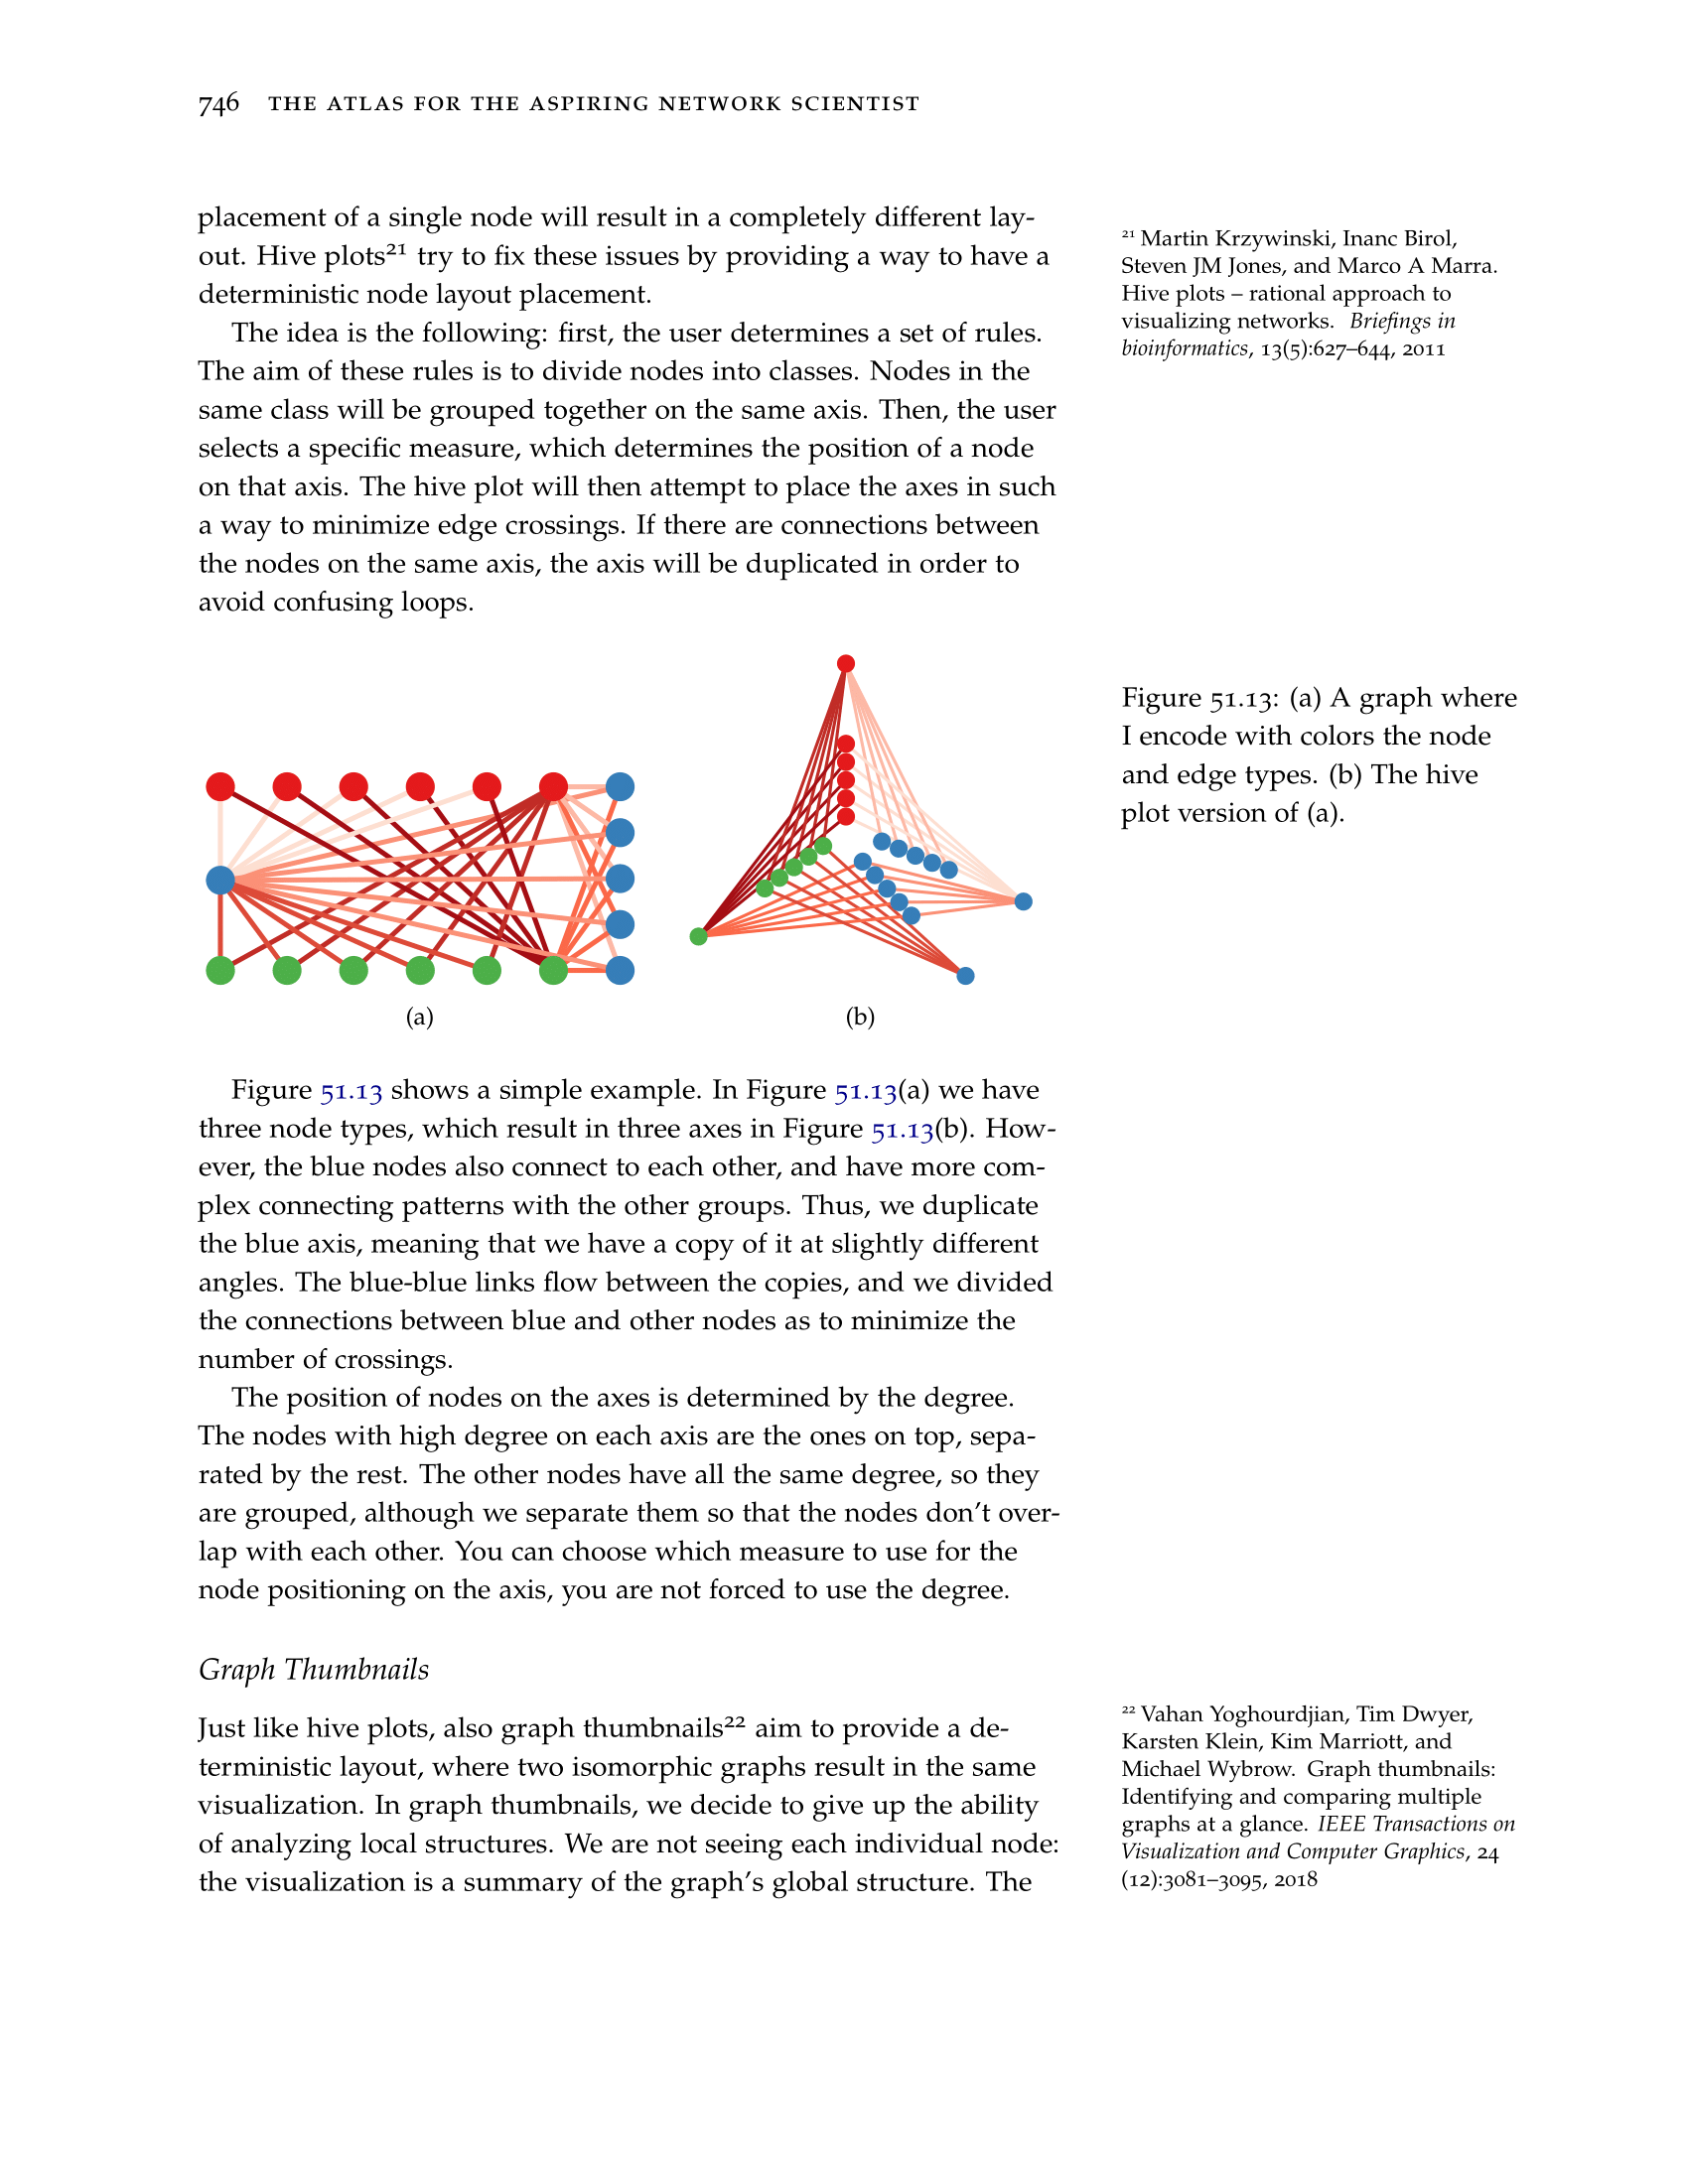 746 THE ATLAS FOR THE ASPIRING NETWORK SCIENTIST
placement of a single node will result in a completely different lay-
out. Hive plots²¹ try to fix these issues by providing a way to have a
deterministic node layout placement.
The idea is the following: first, the user determines a set of rules.
The aim of these rules is to divide nodes into classes. Nodes in the
same class will be grouped together on the same axis. Then, the user
selects a specific measure, which determines the position of a node
on that axis. The hive plot will then attempt to place the axes in such
a way to minimize edge crossings. If there are connections between
the nodes on the same axis, the axis will be duplicated in order to
avoid confusing loops.
²¹ Martin Krzywinski, Inanc Birol,
Steven JM Jones, and Marco A Marra.
Hive plots – rational approach to
visualizing networks. Briefings in
bioinformatics, 13(5):627–644, 2011
(a)
(b)
Figure 51.13: (a) A graph where
I encode with colors the node
and edge types. (b) The hive
plot version of (a).
Figure 51.13 shows a simple example. In Figure 51.13(a) we have
three node types, which result in three axes in Figure 51.13(b). How-
ever, the blue nodes also connect to each other, and have more com-
plex connecting patterns with the other groups. Thus, we duplicate
the blue axis, meaning that we have a copy of it at slightly different
angles. The blue-blue links flow between the copies, and we divided
the connections between blue and other nodes as to minimize the
number of crossings.
The position of nodes on the axes is determined by the degree.
The nodes with high degree on each axis are the ones on top, sepa-
rated by the rest. The other nodes have all the same degree, so they
are grouped, although we separate them so that the nodes don't over-
lap with each other. You can choose which measure to use for the
node positioning on the axis, you are not forced to use the degree.
Graph Thumbnails
Just like hive plots, also graph thumbnails²² aim to provide a de-
terministic layout, where two isomorphic graphs result in the same
visualization. In graph thumbnails, we decide to give up the ability
of analyzing local structures. We are not seeing each individual node:
the visualization is a summary of the graph's global structure. The
²² Vahan Yoghourdjian, Tim Dwyer,
Karsten Klein, Kim Marriott, and
Michael Wybrow. Graph thumbnails:
Identifying and comparing multiple
graphs at a glance. IEEE Transactions on
Visualization and Computer Graphics, 24
(12):3081–3095, 2018